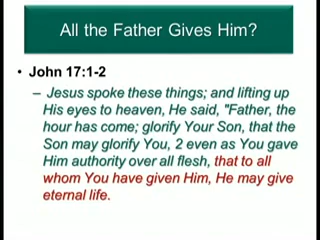 All the Father Gives Him?
• John 17:1-2
– Jesus spoke these things; and lifting up
His eyes to heaven, He said, "Father, the
hour has come; glorify Your Son, that the
Son may glorify You, 2 even as You gave
Him authority over all flesh, that to all
whom You have given Him, He may give
eternal life.